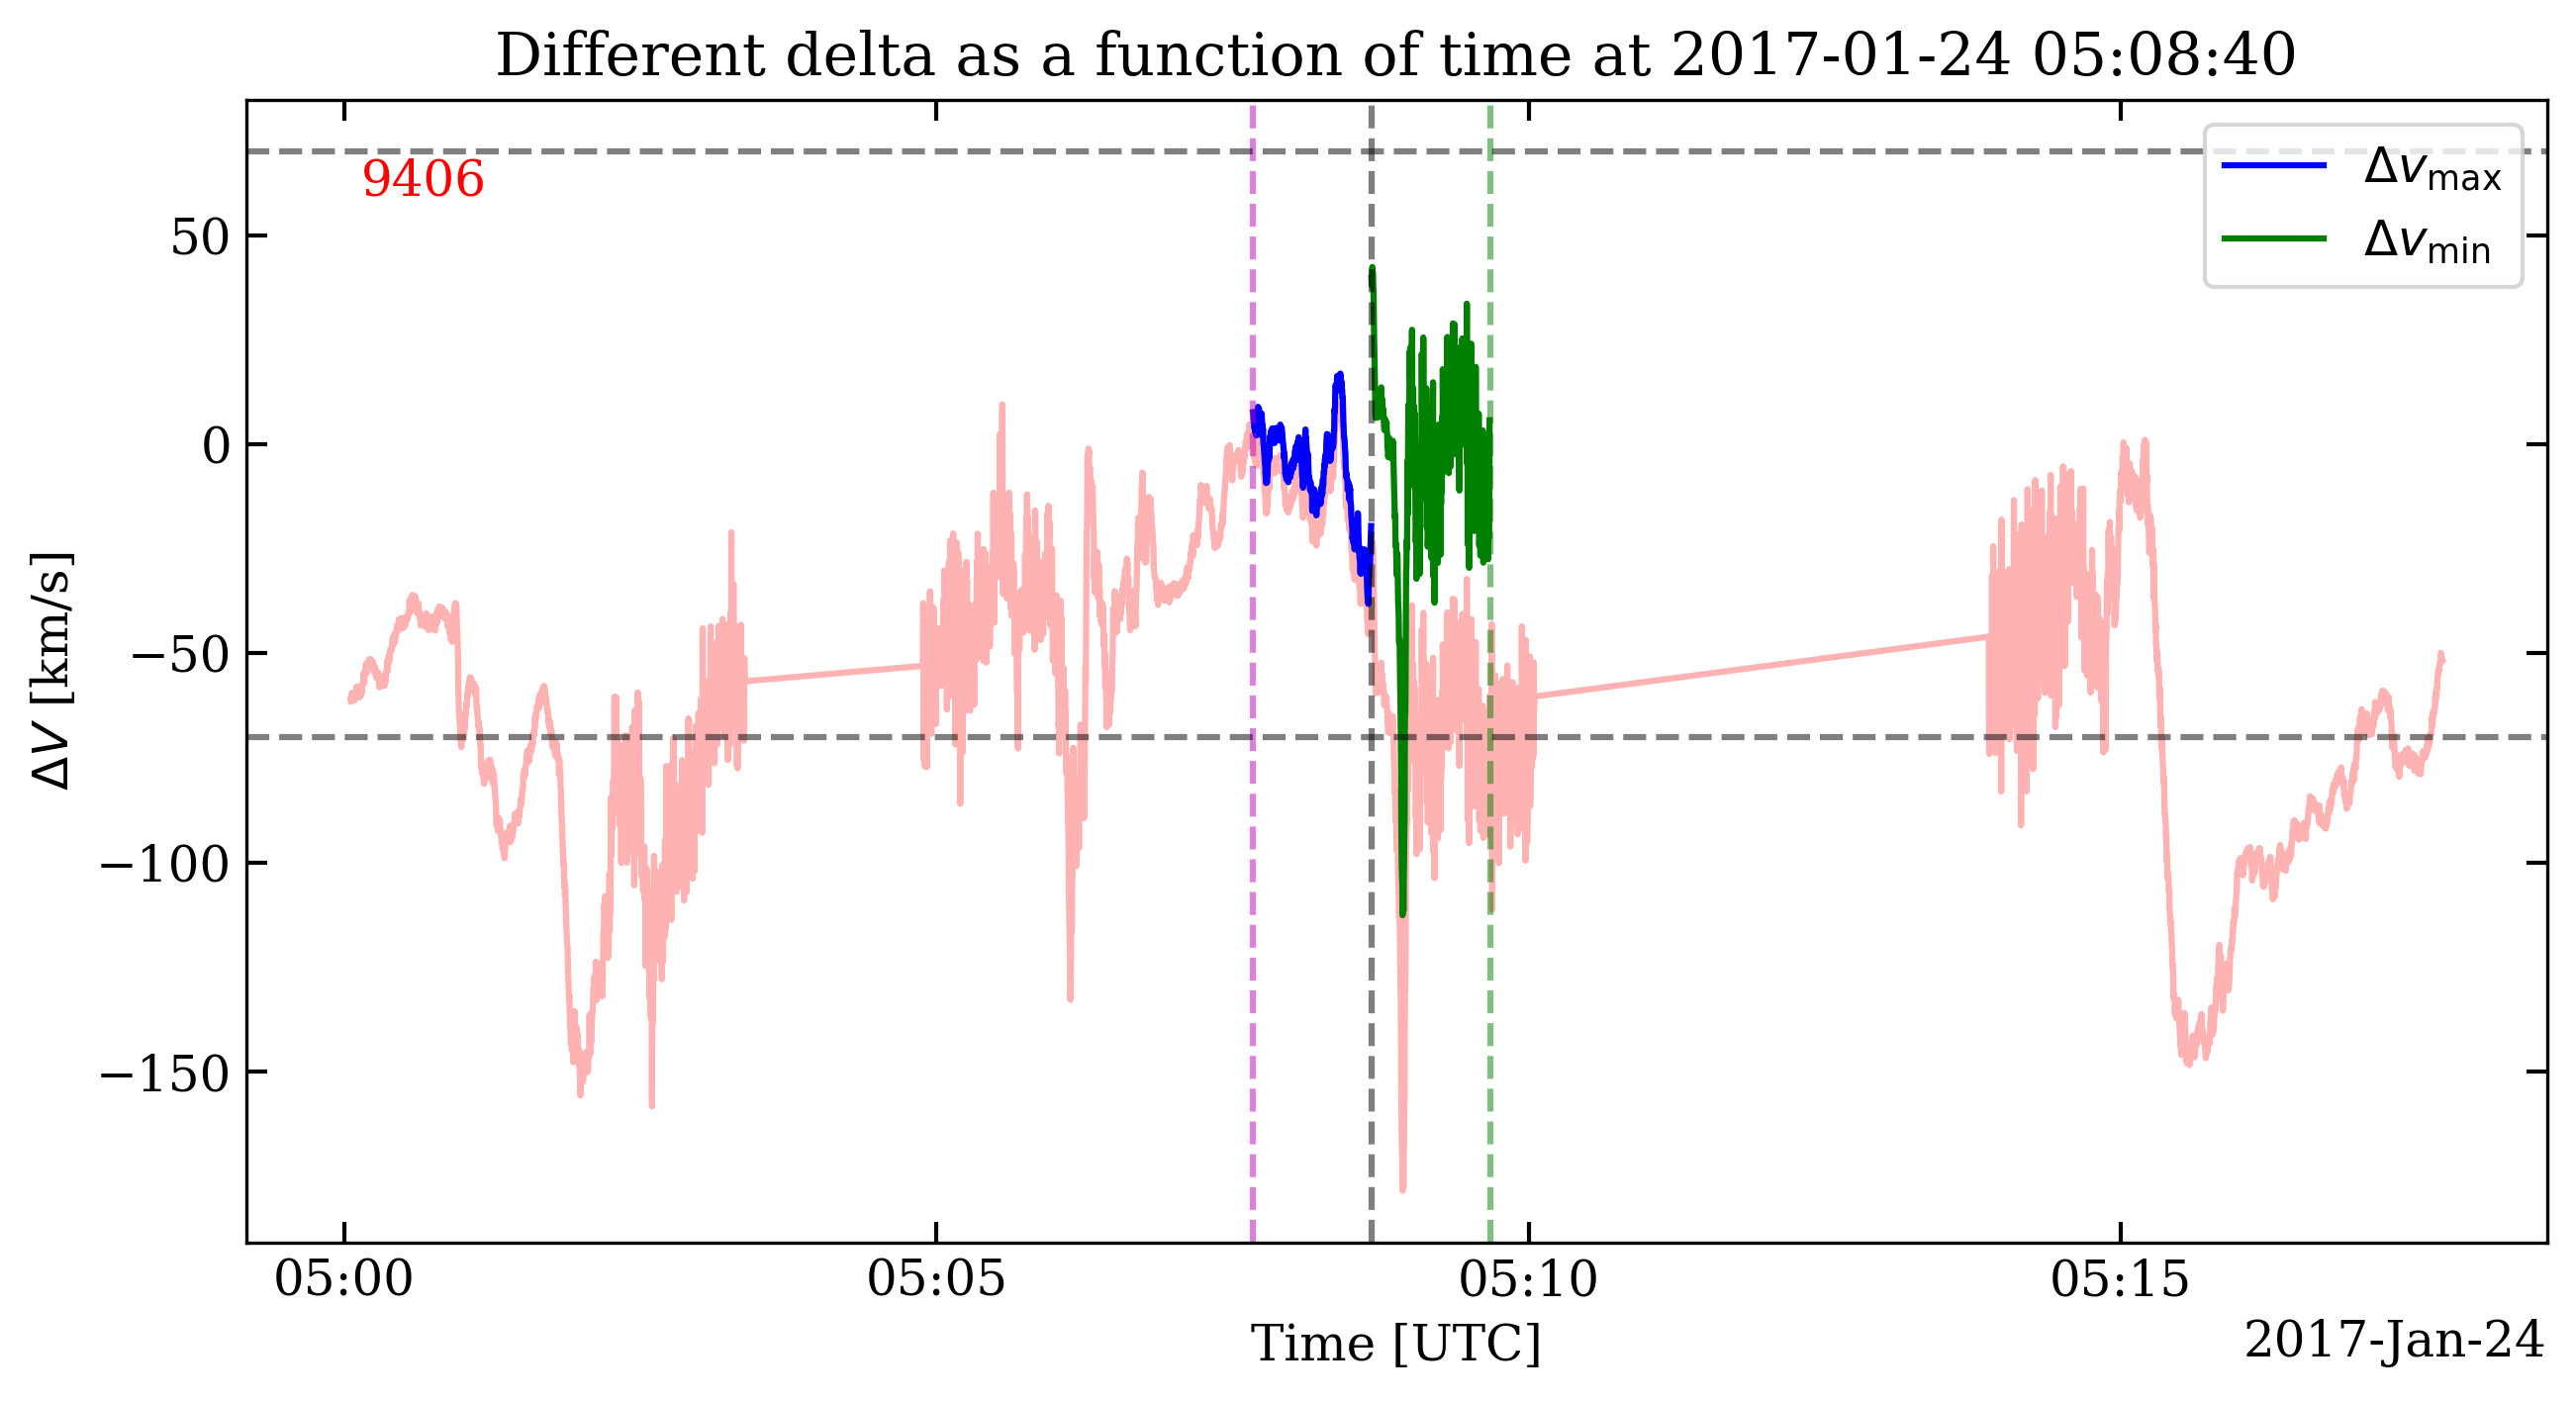 Different delta as a function of time at 2017-01-24 05:08:40
9406
Δv_max
Δv_min
50
0
−50
−100
−150
ΔV [km/s]
05:00 05:05 05:10 05:15
Time [UTC]
2017-Jan-24